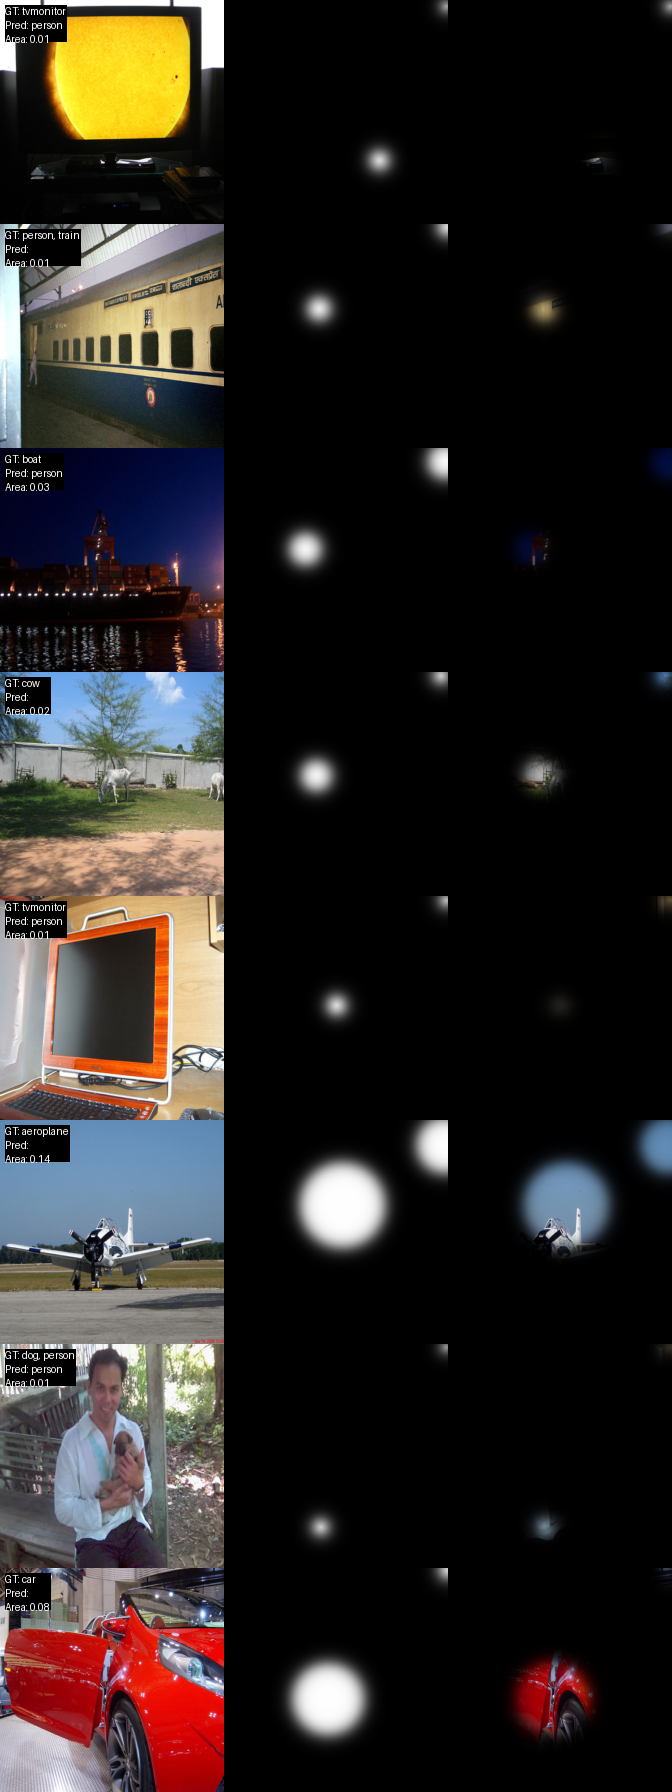 GT: tvmonitor
Pred: person
Area: 0.01
GT: person, train
Pred:
Area: 0.01
GT: boat
Pred: person
Area: 0.03
GT: cow
Pred:
Area: 0.02
GT: tvmonitor
Pred: person
Area: 0.01
GT: aeroplane
Pred:
Area: 0.14
GT: dog, person
Pred: person
Area: 0.01
GT: car
Pred:
Area: 0.08